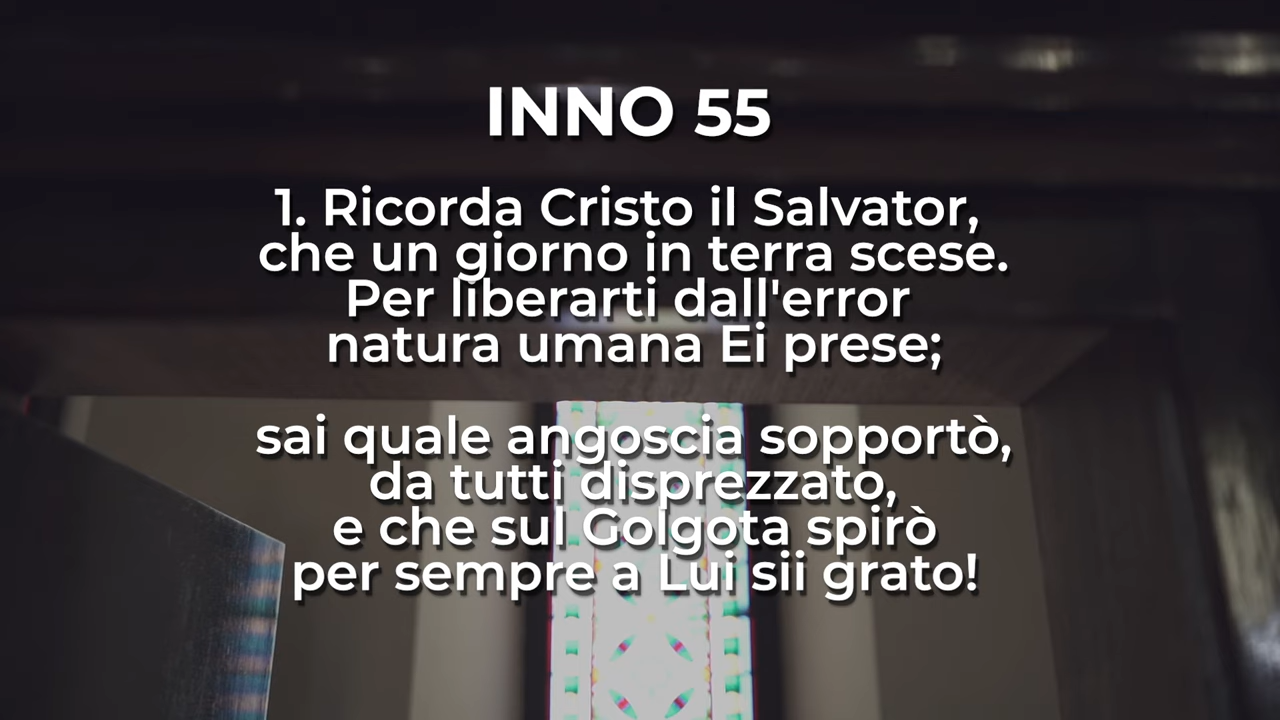 INNO 55
1. Ricorda Cristo il Salvator,
che un giorno in terra scese.
Per liberarti dall'error
natura umana Ei prese;
sai quale angoscia sopportò,
da tutti disprezzato,
e che sul Golgota spirò
per sempre a Lui sii grato!